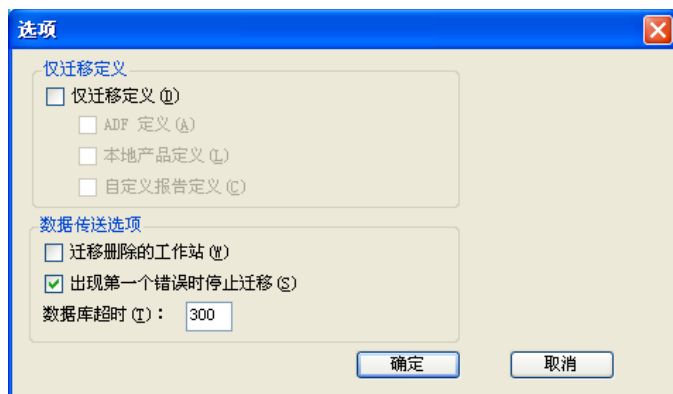 选项
仅迁移定义
仅迁移定义(D)
ADF 定义(A)
本地产品定义(L)
自定义报告定义(C)
数据传送选项
迁移删除的工作站(W)
出现第一个错误时停止迁移(S)
数据库超时(T)： 300
确定 取消